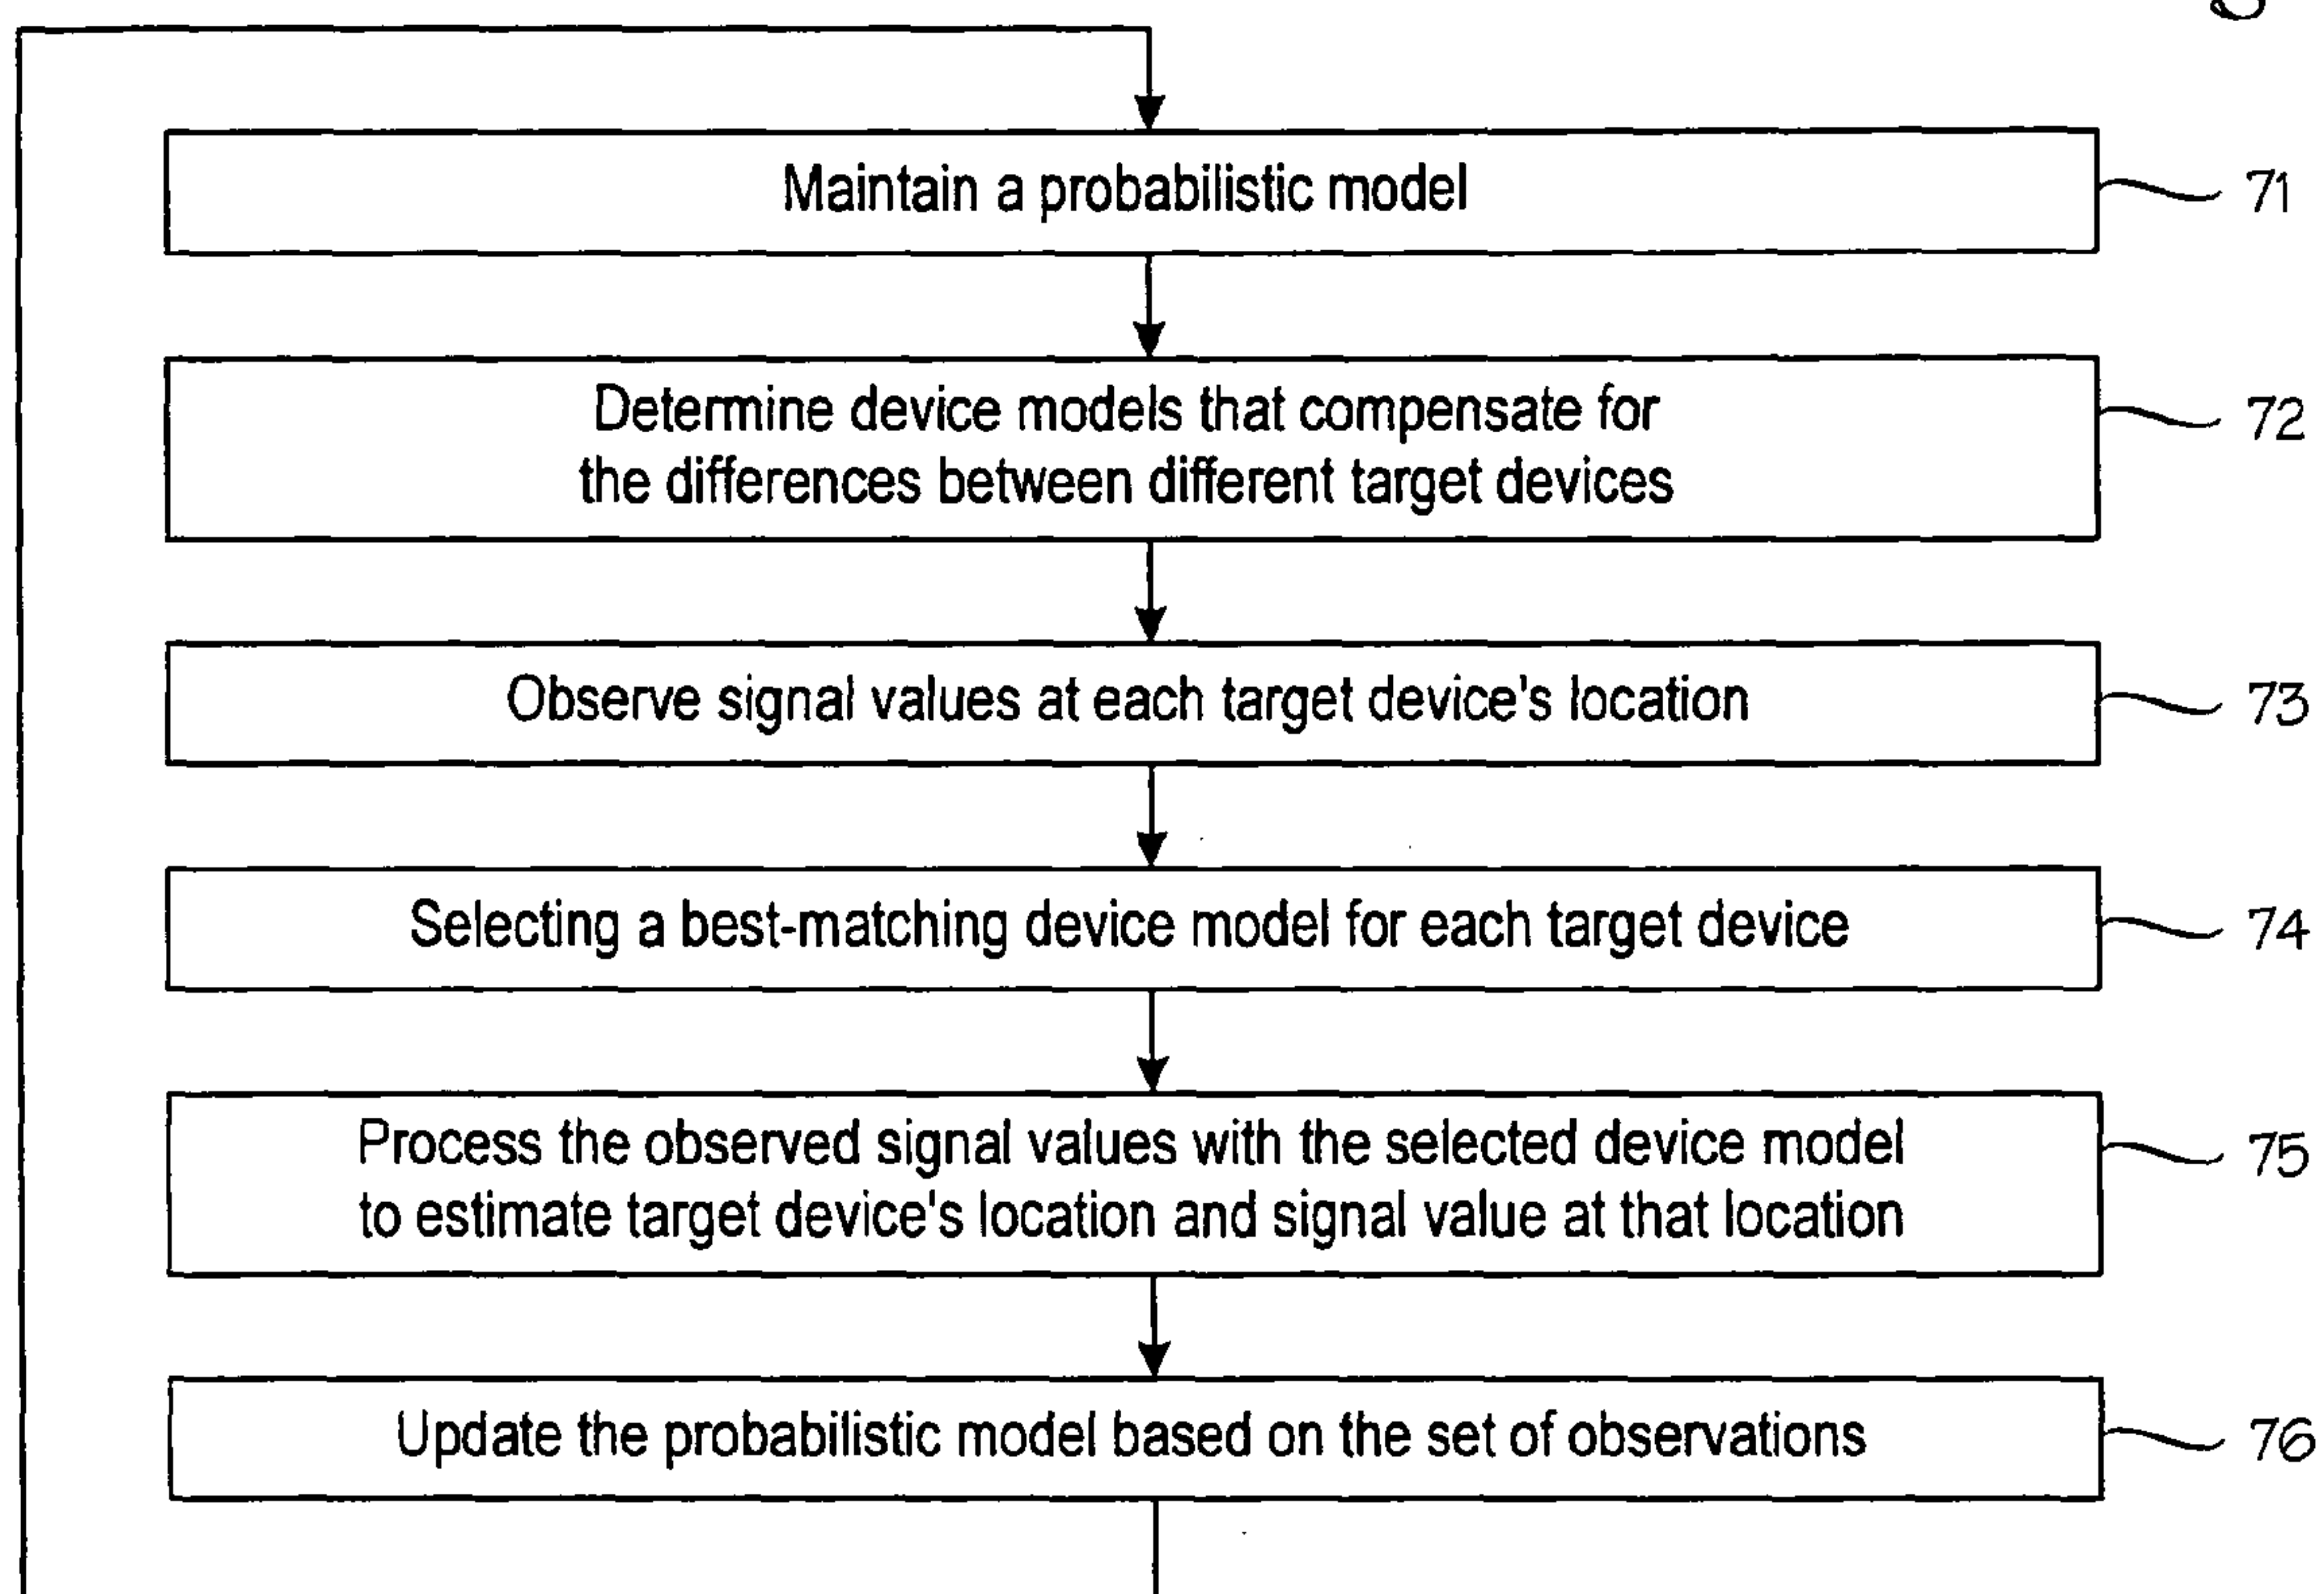 Maintain a probabilistic model
71
Determine device models that compensate for
the differences between different target devices
72
Observe signal values at each target device's location
73
Selecting a best-matching device model for each target device
74
Process the observed signal values with the selected device model
to estimate target device's location and signal value at that location
75
Update the probabilistic model based on the set of observations
76